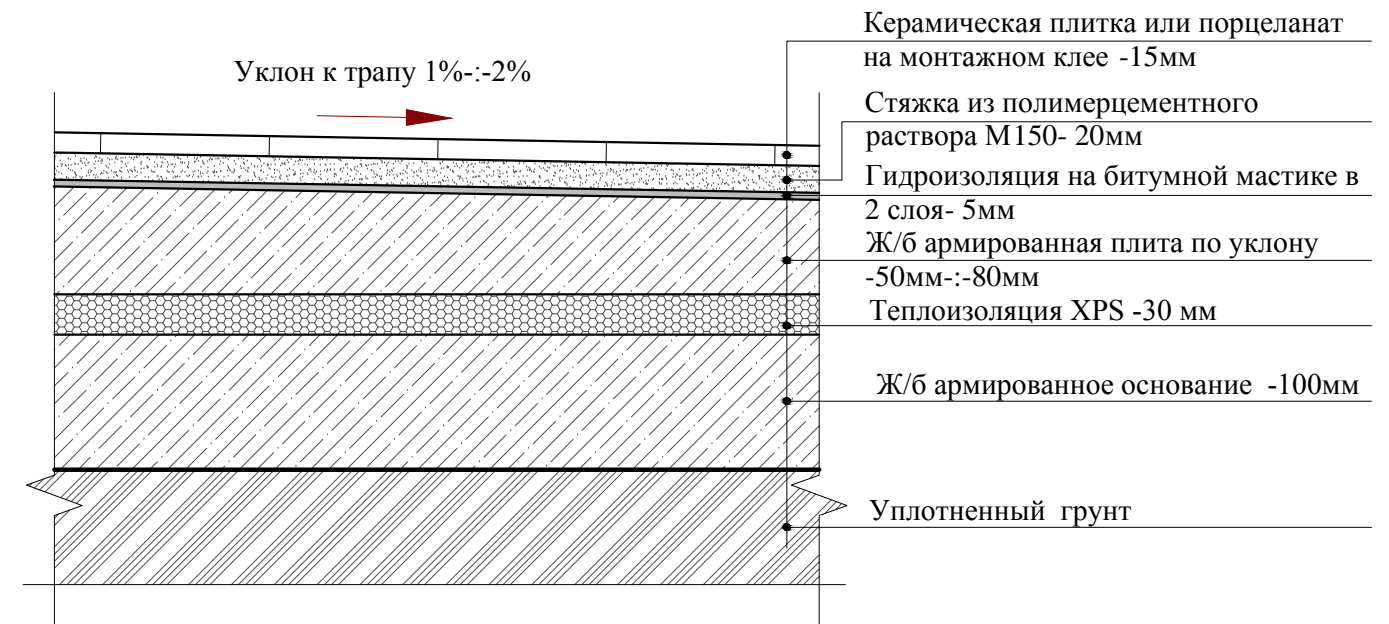 Керамическая плитка или порцеланат
на монтажном клее -15мм
Уклон к трапу 1%-:-2%
Стяжка из полимерцементного
раствора М150- 20мм
Гидроизоляция на битумной мастике в
2 слоя- 5мм
Ж/б армированная плита по уклону
-50мм-:-80мм
Теплоизоляция XPS -30 мм
Ж/б армированное основание -100мм
Уплотненный грунт